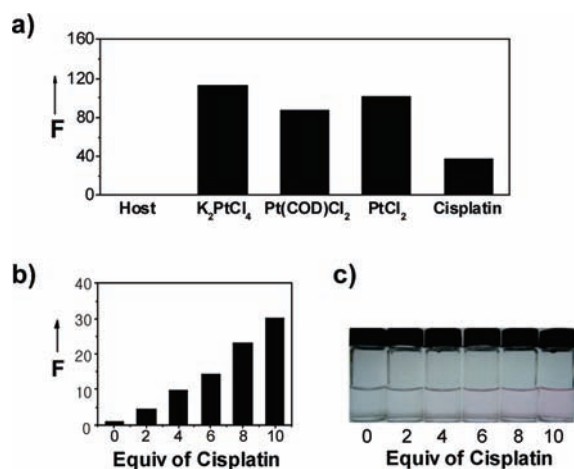 a)
160
120
80
40
0
F
Host K₂PtCl₄ Pt(COD)Cl₂ PtCl₂ Cisplatin
b)
40
30
20
10
0
F
0 2 4 6 8 10
Equiv of Cisplatin
c)
0 2 4 6 8 10
Equiv of Cisplatin